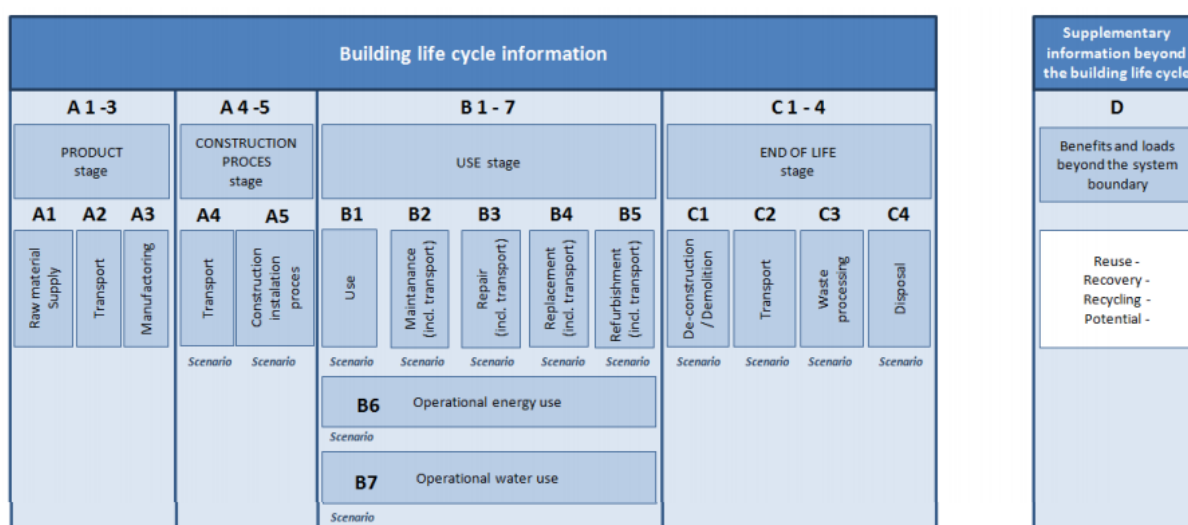 Building life cycle information
Supplementary
information beyond
the building life cycle
A 1 -3
A 4 -5
B 1 - 7
C 1 - 4
D
PRODUCT
stage
CONSTRUCTION
PROCES
stage
USE stage
END OF LIFE
stage
Benefits and loads
beyond the system
boundary
A1
A2
A3
A4
A5
B1
B2
B3
B4
B5
C1
C2
C3
C4
Raw material
Supply
Transport
Manufactoring
Transport
Construction
instalation
proces
Use
Maintanance
(incl. transport)
Repair
(incl. transport)
Replacement
(incl. transport)
Refurbishment
(incl. transport)
De-construction
/ Demolition
Transport
Waste
processing
Disposal
Reuse -
Recovery -
Recycling -
Potential -
Scenario
Scenario
Scenario
Scenario
Scenario
Scenario
Scenario
Scenario
Scenario
Scenario
Scenario
B6 Operational energy use
Scenario
B7 Operational water use
Scenario